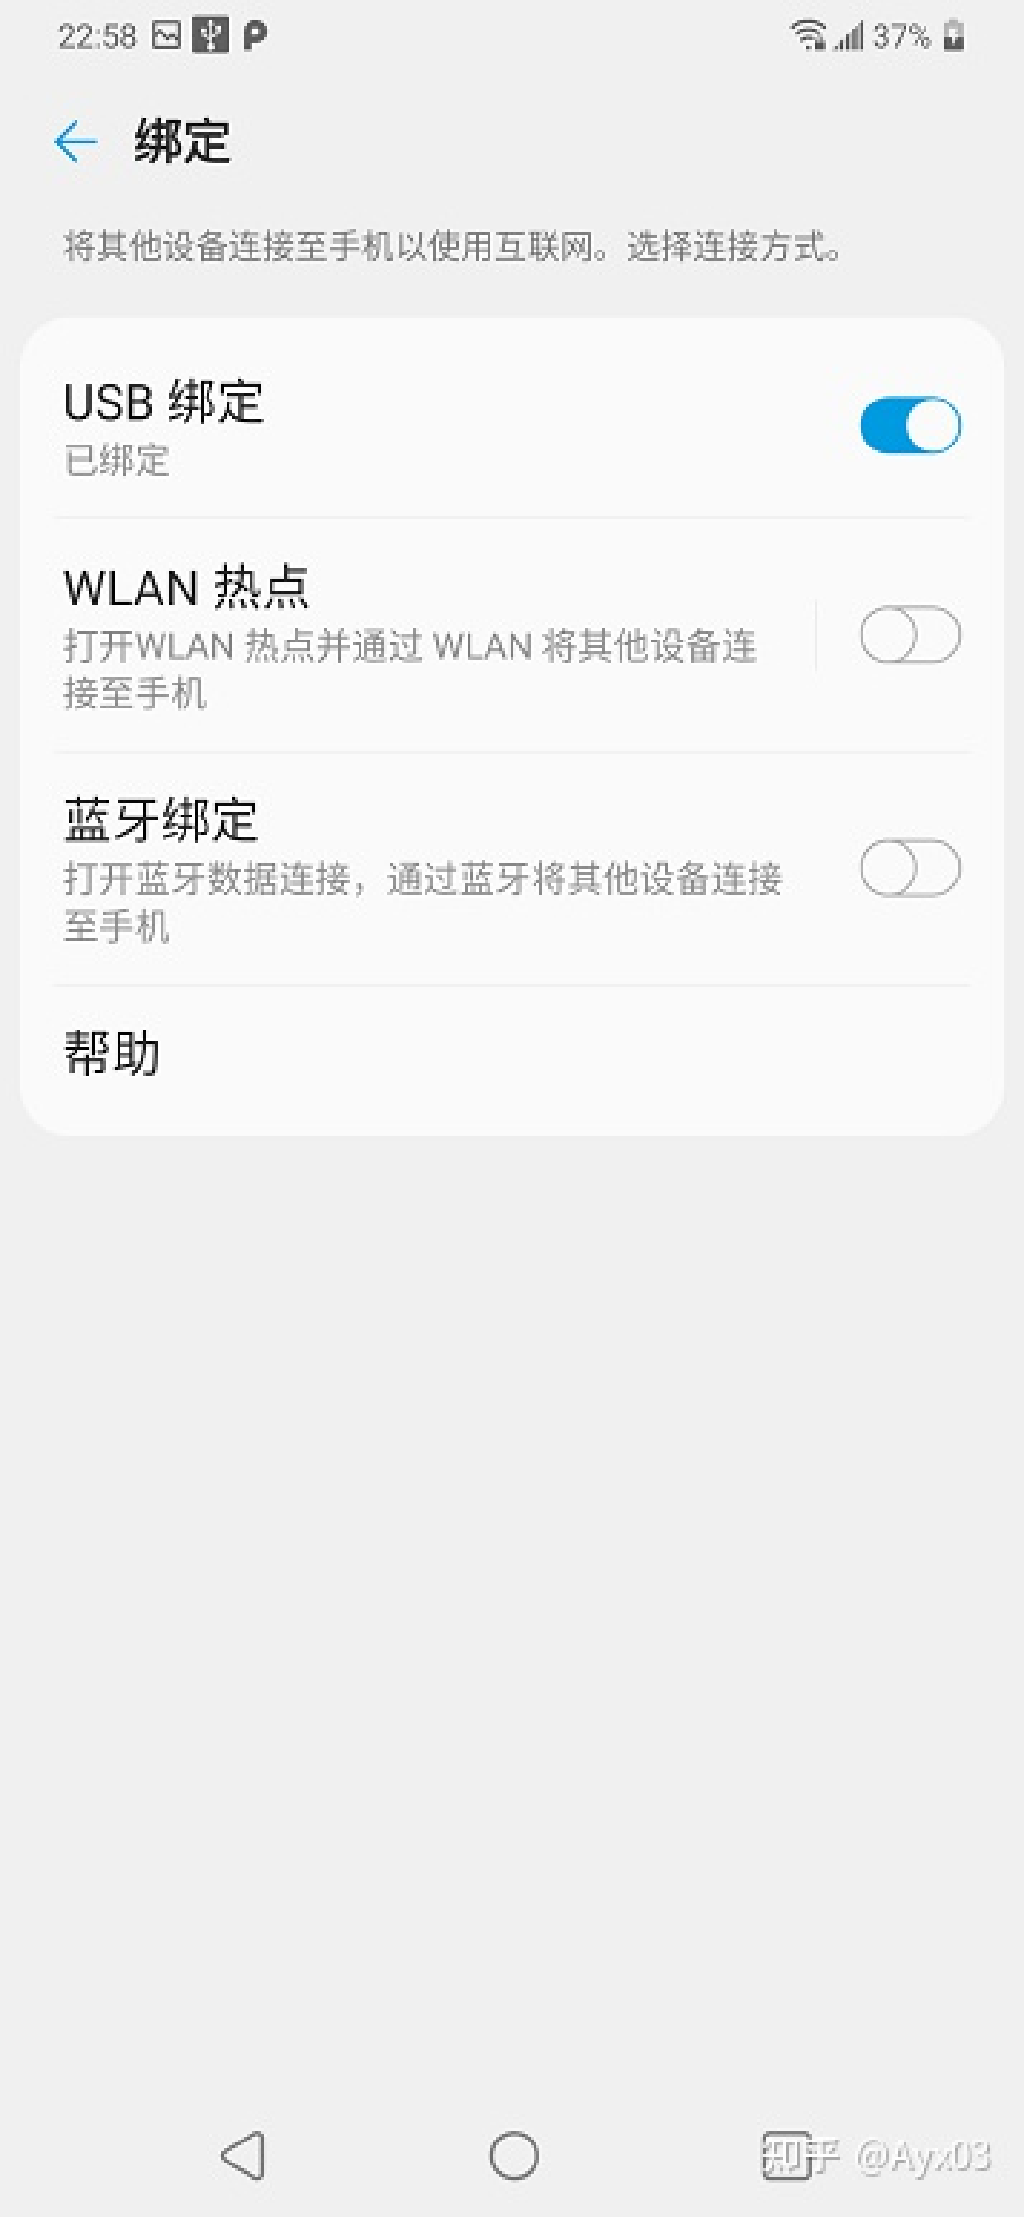 22:58
37%
绑定
将其他设备连接至手机以使用互联网。选择连接方式。
USB 绑定
已绑定
WLAN 热点
打开WLAN 热点并通过 WLAN 将其他设备连
接至手机
蓝牙绑定
打开蓝牙数据连接，通过蓝牙将其他设备连接
至手机
帮助
知乎 @Ayx03